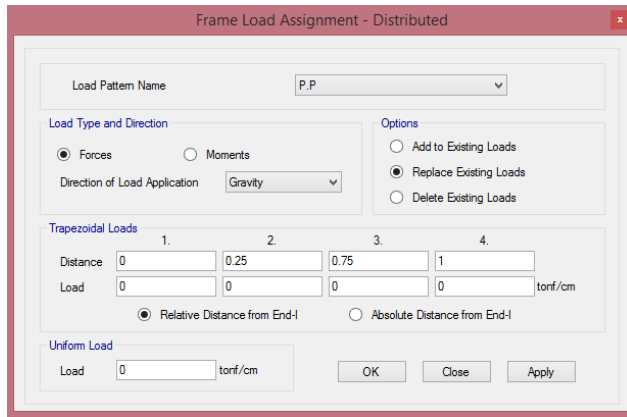 Frame Load Assignment - Distributed
x
Load Pattern Name P.P
Load Type and Direction
Forces Moments
Direction of Load Application Gravity
Options
Add to Existing Loads
Replace Existing Loads
Delete Existing Loads
Trapezoidal Loads
1. 2. 3. 4.
Distance 0 0.25 0.75 1
Load 0 0 0 0 tonf/cm
Relative Distance from End-I Absolute Distance from End-I
Uniform Load
Load 0 tonf/cm
OK Close Apply